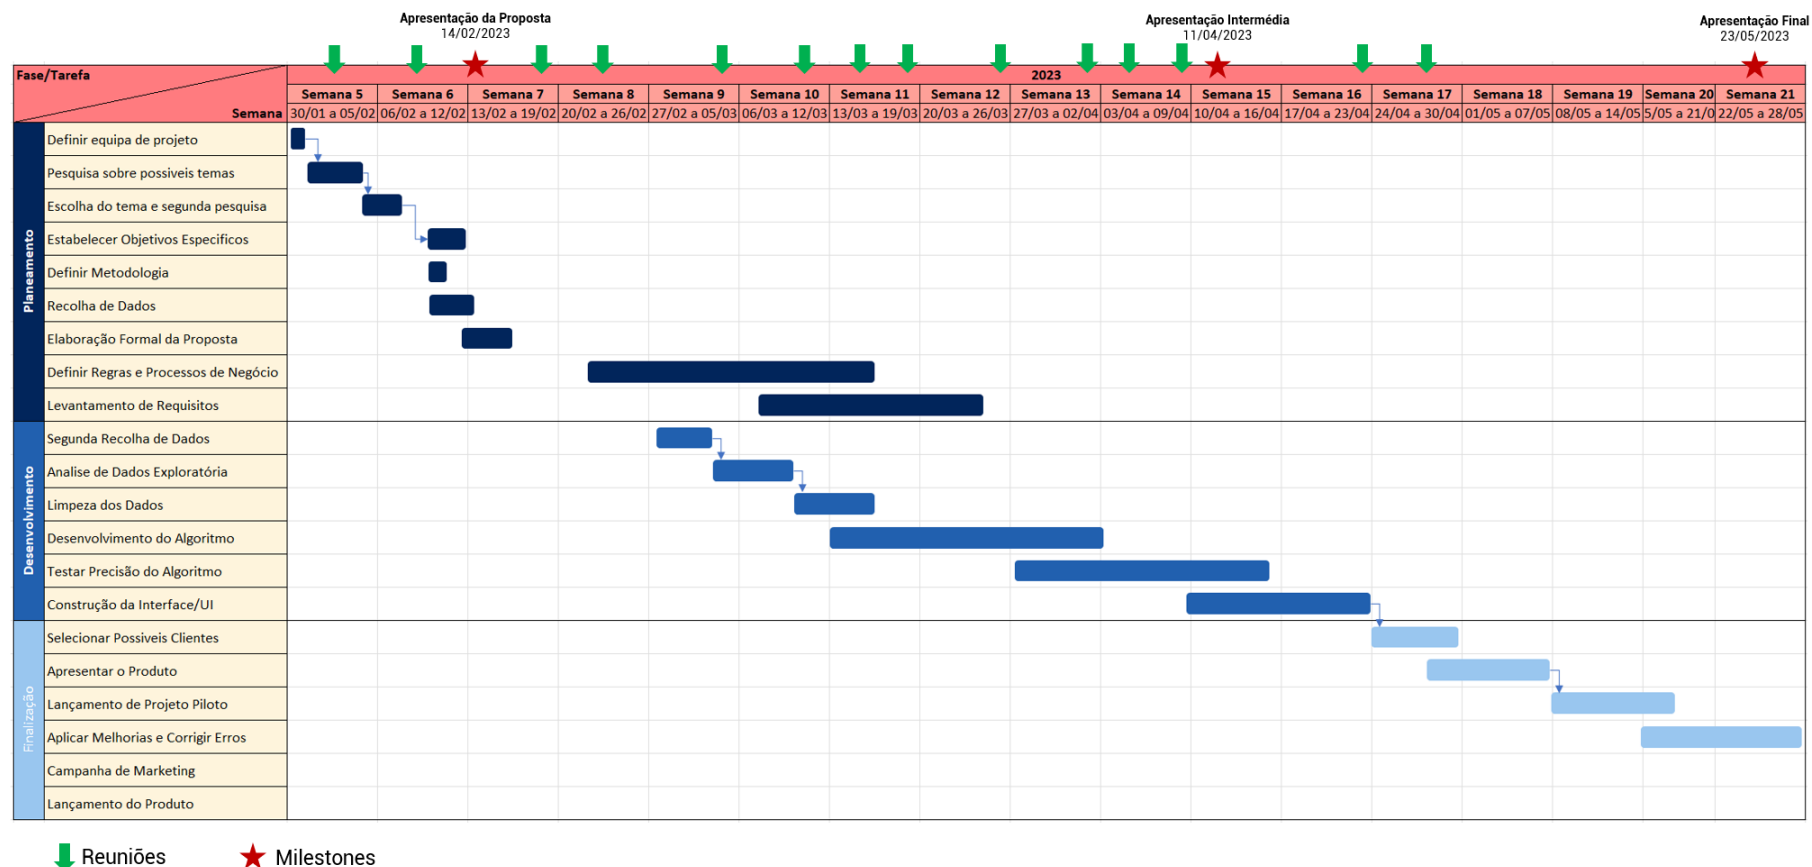 Apresentação da Proposta
14/02/2023
Apresentação Intermédia
11/04/2023
Apresentação Final
23/05/2023
Fase/Tarefa
2023
Semana 5 Semana 6 Semana 7 Semana 8 Semana 9 Semana 10 Semana 11 Semana 12 Semana 13 Semana 14 Semana 15 Semana 16 Semana 17 Semana 18 Semana 19 Semana 20 Semana 21
Semana
30/01 a 05/02 06/02 a 12/02 13/02 a 19/02 20/02 a 26/02 27/02 a 05/03 06/03 a 12/03 13/03 a 19/03 20/03 a 26/03 27/03 a 02/04 03/04 a 09/04 10/04 a 16/04 17/04 a 23/04 24/04 a 30/04 01/05 a 07/05 08/05 a 14/05 5/05 a 21/0 22/05 a 28/05
Planeamento
Definir equipa de projeto
Pesquisa sobre possiveis temas
Escolha do tema e segunda pesquisa
Estabelecer Objetivos Especificos
Definir Metodologia
Recolha de Dados
Elaboração Formal da Proposta
Definir Regras e Processos de Negócio
Levantamento de Requisitos
Desenvolvimento
Segunda Recolha de Dados
Analise de Dados Exploratória
Limpeza dos Dados
Desenvolvimento do Algoritmo
Testar Precisão do Algoritmo
Construção da Interface/UI
Finalização
Selecionar Possiveis Clientes
Apresentar o Produto
Lançamento de Projeto Piloto
Aplicar Melhorias e Corrigir Erros
Campanha de Marketing
Lançamento do Produto
Reuniões
Milestones